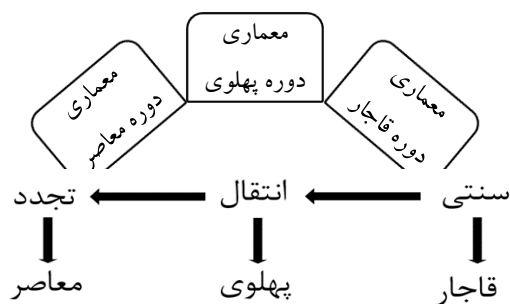 معماری
دوره پهلوی
معماری
دوره قاجار
معماری
دوره معاصر
سنتی
انتقال
تجدد
قاجار
پهلوی
معاصر